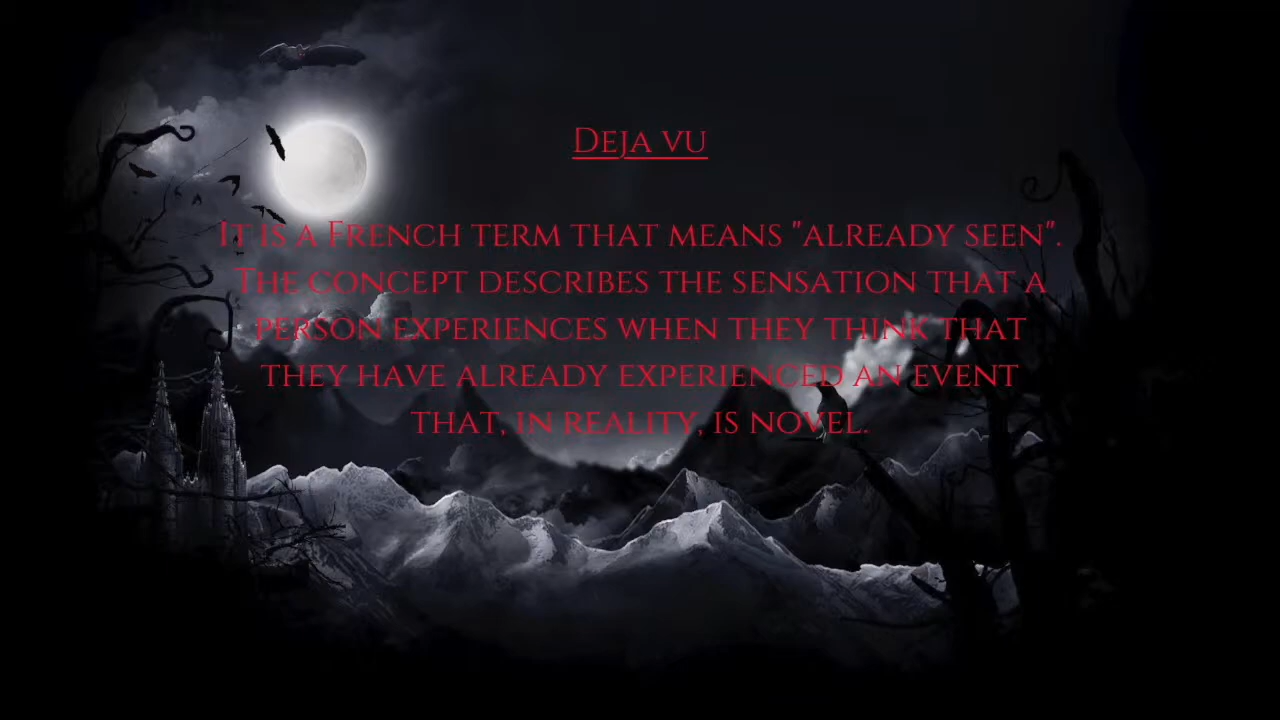 Deja vu
It is a French term that means "already seen".
The concept describes the sensation that a
person experiences when they think that
they have already experienced an event
that, in reality, is novel.